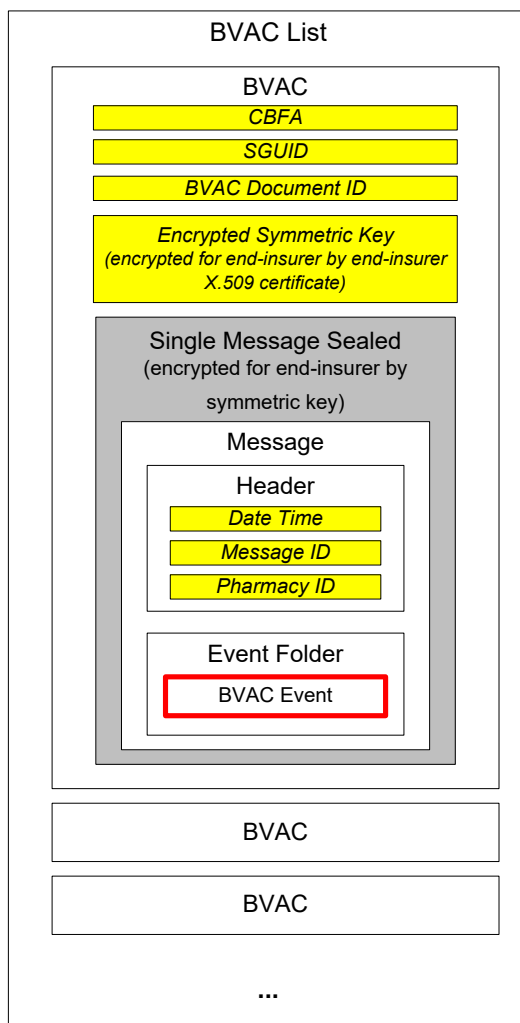 BVAC List
BVAC
CBFA
SGUID
BVAC Document ID
Encrypted Symmetric Key
(encrypted for end-insurer by end-insurer
X.509 certificate)
Single Message Sealed
(encrypted for end-insurer by
symmetric key)
Message
Header
Date Time
Message ID
Pharmacy ID
Event Folder
BVAC Event
BVAC
BVAC
...